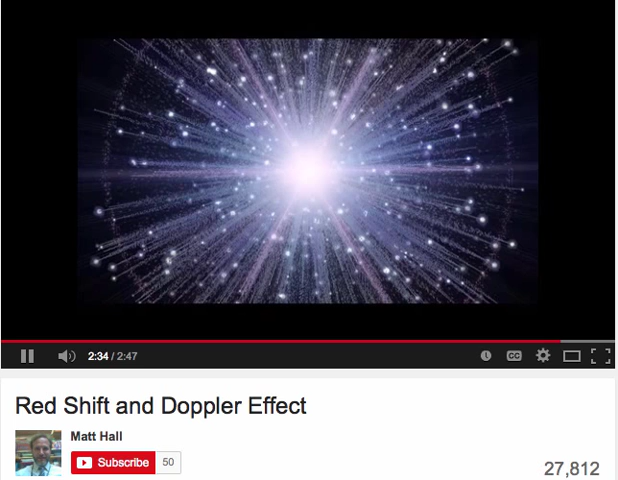 2:34 / 2:47
CC
Red Shift and Doppler Effect
Matt Hall
Subscribe 50
27,812